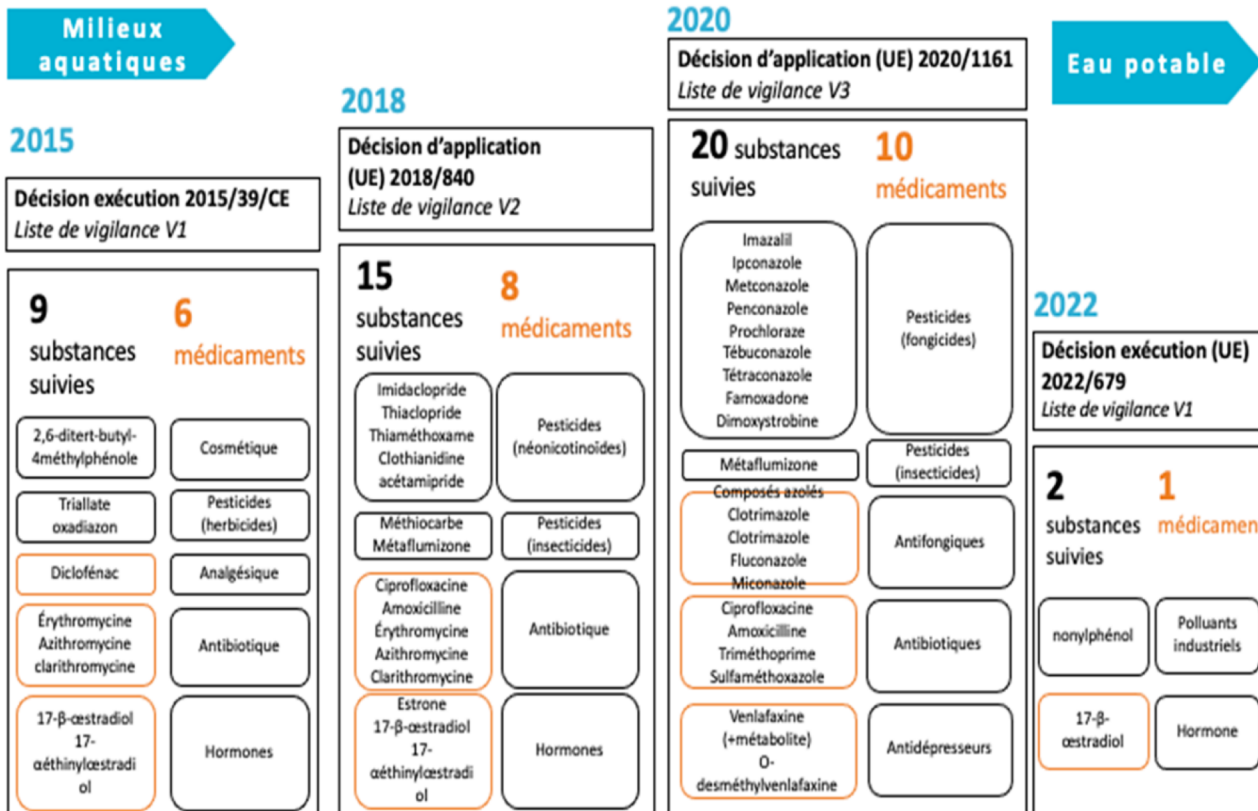 Milieux
aquatiques
2015
Décision exécution 2015/39/CE
Liste de vigilance V1
9
substances
suivies
6
médicaments
2,6-ditert-butyl-
4méthylphénole
Cosmétique
Triallate
oxadiazon
Pesticides
(herbicides)
Diclofénac
Analgésique
Érythromycine
Azithromycine
clarithromycine
Antibiotique
17-β-œstradiol
17-
αéthinylœstradi
ol
Hormones
2018
Décision d'application
(UE) 2018/840
Liste de vigilance V2
15
substances
suivies
8
médicaments
Imidaclopride
Thiaclopride
Thiaméthoxame
Clothianidine
acétamipride
Pesticides
(néonicotinoïdes)
Méthiocarbe
Métaflumizone
Pesticides
(insecticides)
Ciprofloxacine
Amoxicilline
Érythromycine
Azithromycine
Clarithromycine
Antibiotique
Estrone
17-β-œstradiol
17-
αéthinylœstradi
ol
Hormones
2020
Décision d'application (UE) 2020/1161
Liste de vigilance V3
20 substances
suivies
10
médicaments
Imazalil
Ipconazole
Metconazole
Penconazole
Prochloraze
Tébuconazole
Tétraconazole
Famoxadone
Dimoxystrobine
Pesticides
(fongicides)
Métaflumizone
Pesticides
(insecticides)
Composés azolés
Clotrimazole
Clotrimazole
Fluconazole
Miconazole
Antifongiques
Ciprofloxacine
Amoxicilline
Triméthoprime
Sulfaméthoxazole
Antibiotiques
Venlafaxine
(+métabolite)
O-
desméthylvenlafaxine
Antidépresseurs
Eau potable
2022
Décision exécution (UE)
2022/679
Liste de vigilance V1
2
substances
suivies
1
médicamen
nonylphénol
Polluants
industriels
17-β-
œstradiol
Hormone